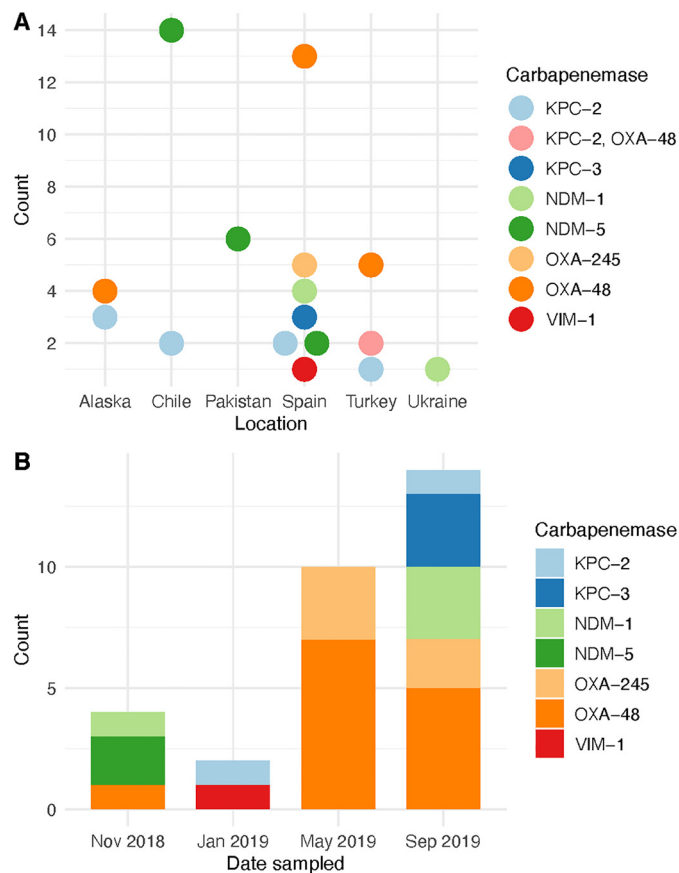 A
14
12
10
8
6
4
2
Count
Alaska Chile Pakistan Spain Turkey Ukraine
Location
Carbapenemase
KPC−2
KPC−2, OXA−48
KPC−3
NDM−1
NDM−5
OXA−245
OXA−48
VIM−1
B
10
5
0
Count
Nov 2018 Jan 2019 May 2019 Sep 2019
Date sampled
Carbapenemase
KPC−2
KPC−3
NDM−1
NDM−5
OXA−245
OXA−48
VIM−1